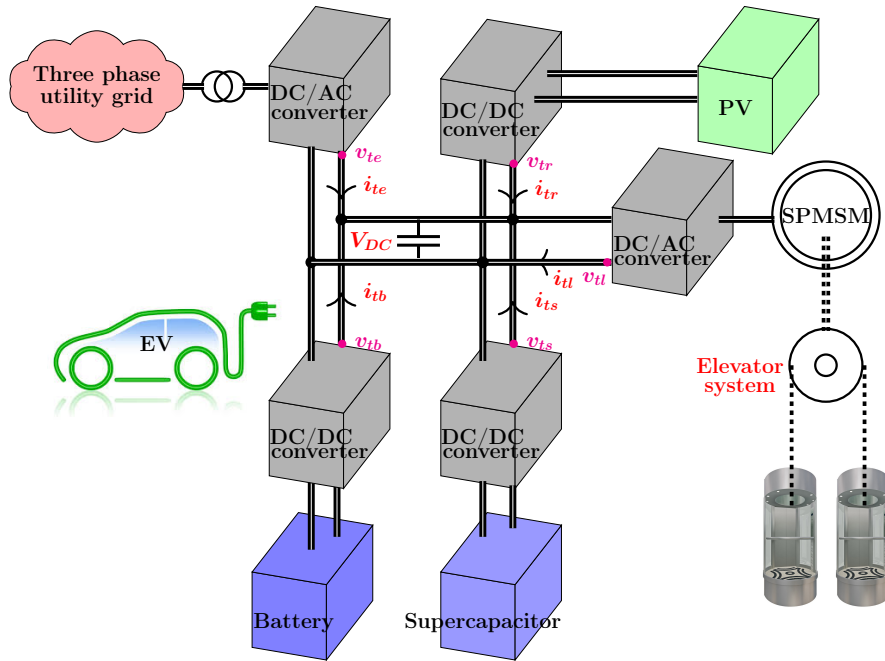 Three phase
utility grid
DC/AC
converter
DC/DC
converter
PV
v_te
v_tr
i_te
i_tr
SPMSM
V_DC
DC/AC
converter
i_tl
v_tl
i_tb
i_ts
EV
v_tb
v_ts
Elevator
system
DC/DC
converter
DC/DC
converter
Battery
Supercapacitor